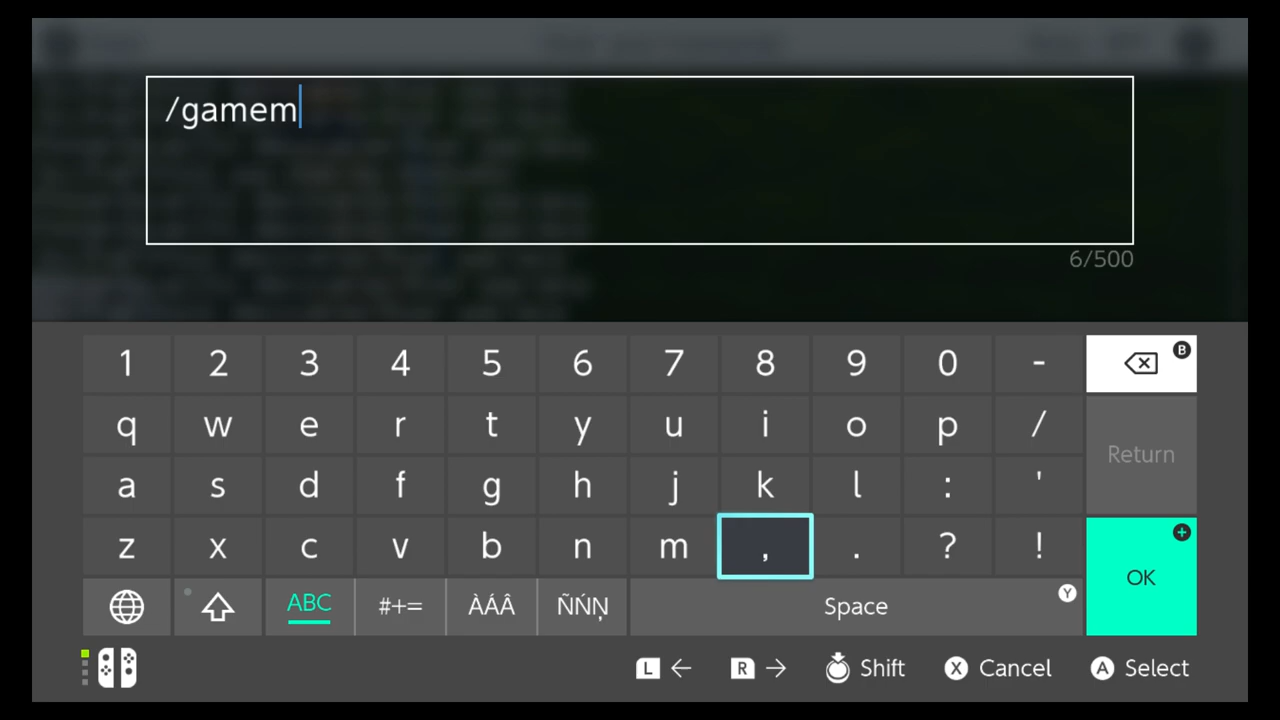 /gamem
6/500
1 2 3 4 5 6 7 8 9 0 - B
q w e r t y u i o p / Return
a s d f g h j k l : '
z x c v b n m , . ? ! + OK
ABC #+= ÀÁÂ ÑŃŅ Space Y
L ← R → Shift X Cancel A Select